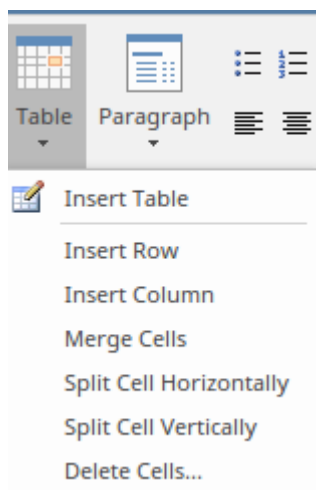 Table Paragraph
Insert Table
Insert Row
Insert Column
Merge Cells
Split Cell Horizontally
Split Cell Vertically
Delete Cells...